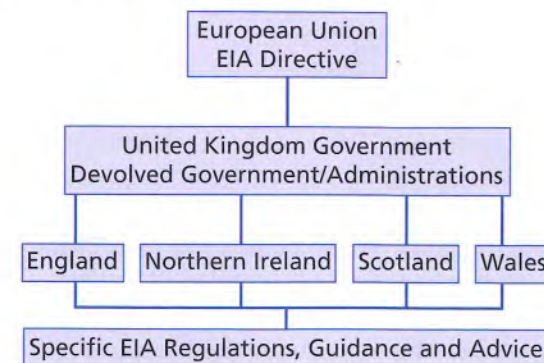 European Union
EIA Directive
United Kingdom Government
Devolved Government/Administrations
England
Northern Ireland
Scotland
Wales
Specific EIA Regulations, Guidance and Advice